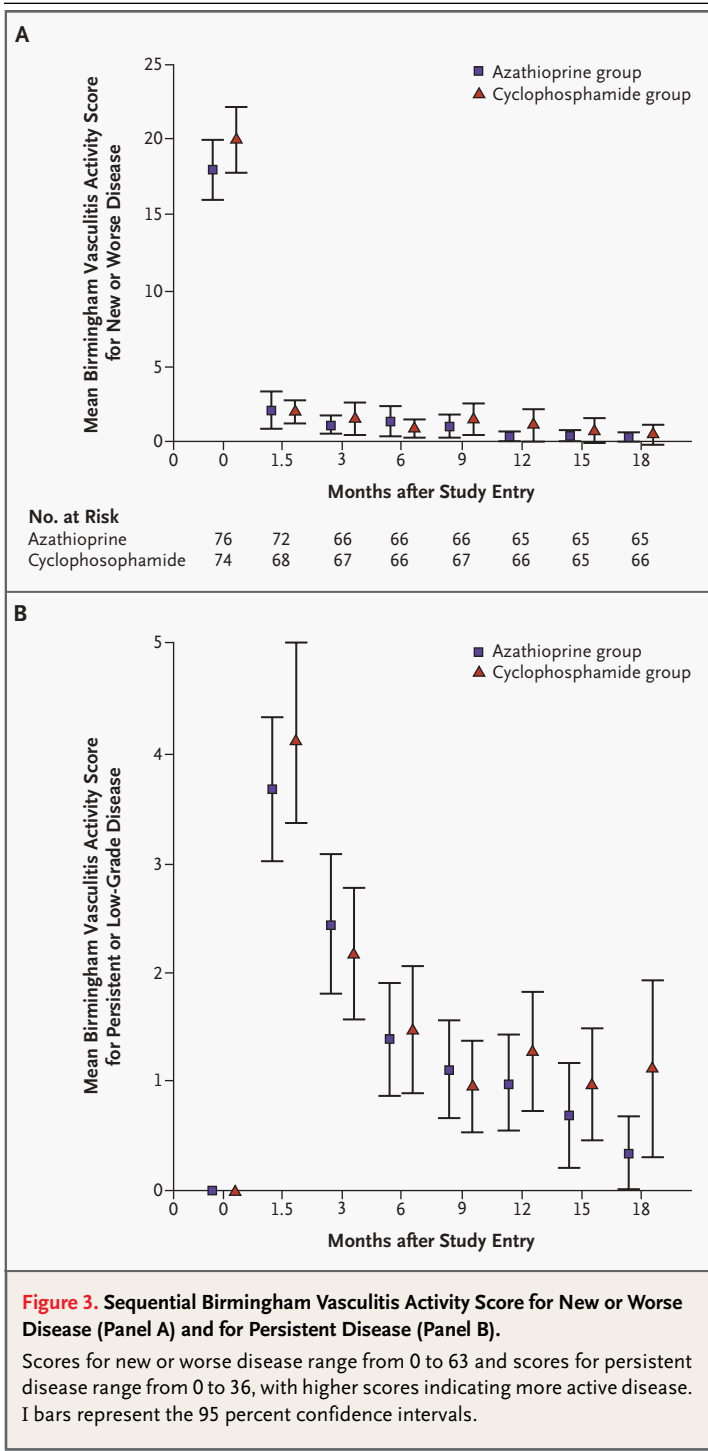 A
25
20
15
10
5
0
Mean Birmingham Vasculitis Activity Score
for New or Worse Disease
Azathioprine group
Cyclophosphamide group
0 0 1.5 3 6 9 12 15 18
Months after Study Entry
No. at Risk
Azathioprine 76 72 66 66 66 65 65 65
Cyclophosophamide 74 68 67 66 67 66 65 66
B
5
4
3
2
1
0
Mean Birmingham Vasculitis Activity Score
for Persistent or Low-Grade Disease
Azathioprine group
Cyclophosphamide group
0 0 1.5 3 6 9 12 15 18
Months after Study Entry
Figure 3. Sequential Birmingham Vasculitis Activity Score for New or Worse
Disease (Panel A) and for Persistent Disease (Panel B).
Scores for new or worse disease range from 0 to 63 and scores for persistent
disease range from 0 to 36, with higher scores indicating more active disease.
I bars represent the 95 percent confidence intervals.